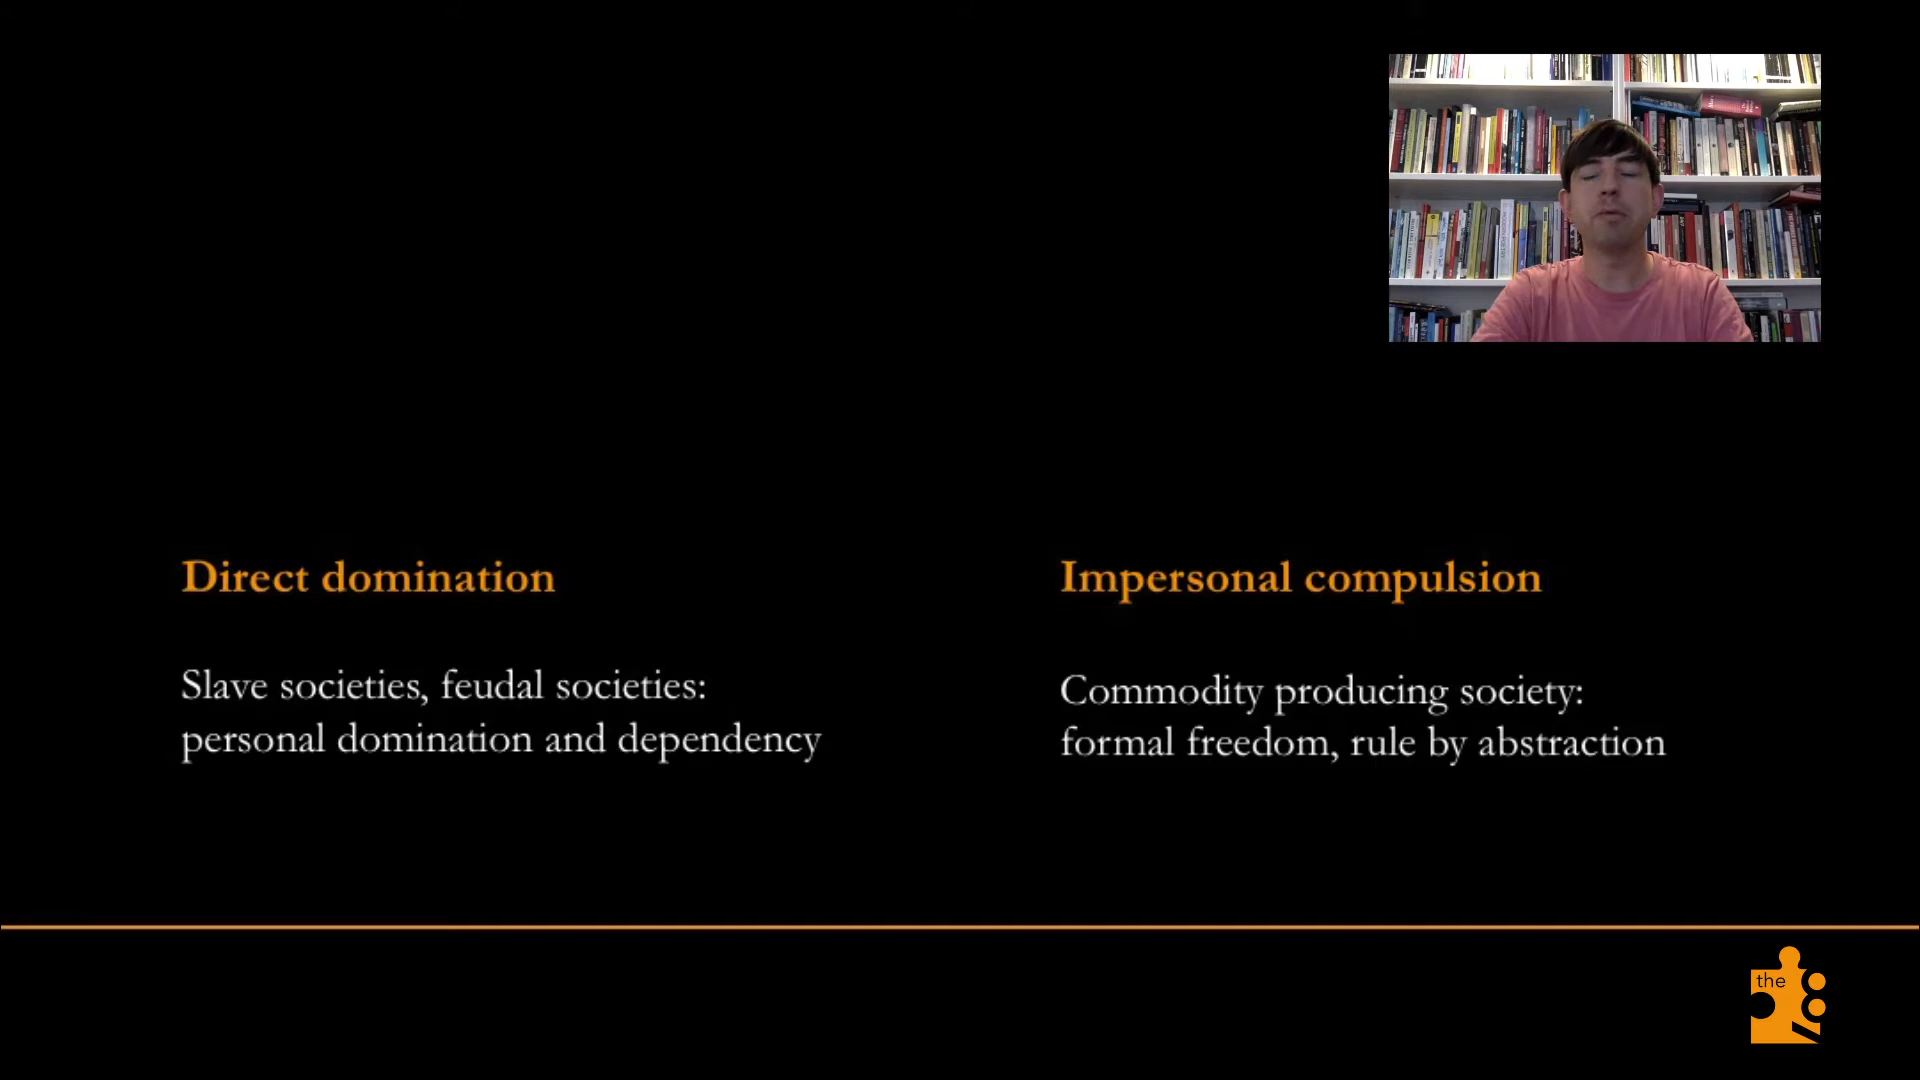 Direct domination
Slave societies, feudal societies:
personal domination and dependency
Impersonal compulsion
Commodity producing society:
formal freedom, rule by abstraction
the